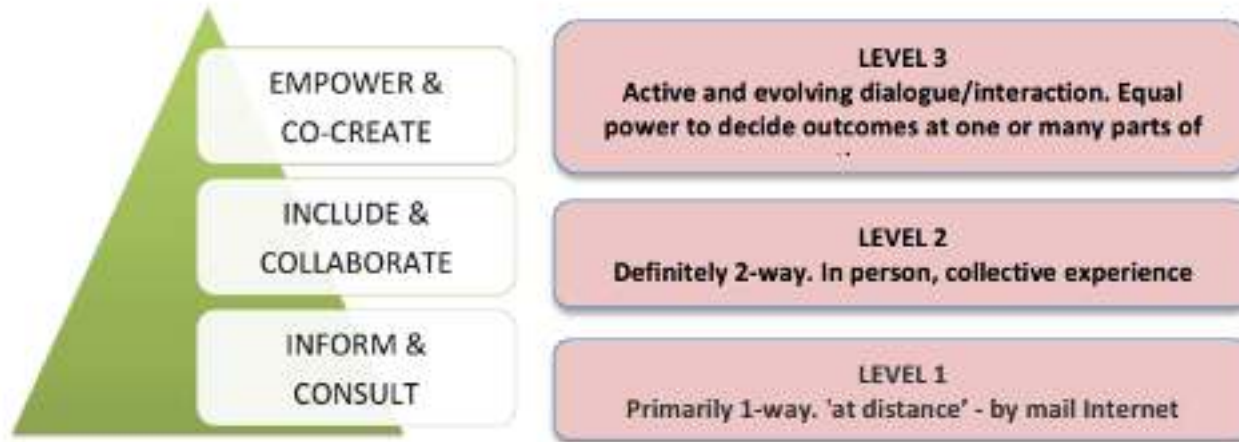 EMPOWER &
CO-CREATE
LEVEL 3
Active and evolving dialogue/interaction. Equal
power to decide outcomes at one or many parts of
INCLUDE &
COLLABORATE
LEVEL 2
Definitely 2-way. In person, collective experience
INFORM &
CONSULT
LEVEL 1
Primarily 1-way. 'at distance’ - by mail Internet